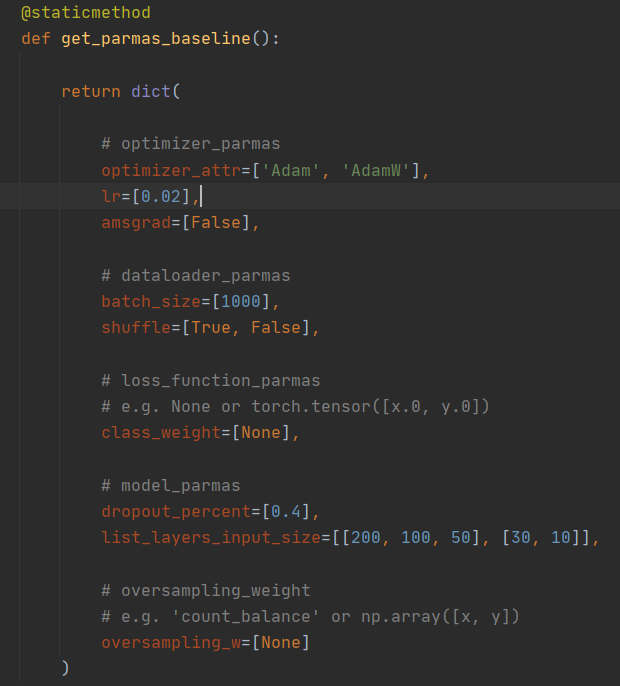 @staticmethod
def get_parmas_baseline():
return dict(
# optimizer_parmas
optimizer_attr=['Adam', 'AdamW'],
lr=[0.02],
amsgrad=[False],
# dataloader_parmas
batch_size=[1000],
shuffle=[True, False],
# loss_function_parmas
# e.g. None or torch.tensor([x.0, y.0])
class_weight=[None],
# model_parmas
dropout_percent=[0.4],
list_layers_input_size=[[200, 100, 50], [30, 10]],
# oversampling_weight
# e.g. 'count_balance' or np.array([x, y])
oversampling_w=[None]
)